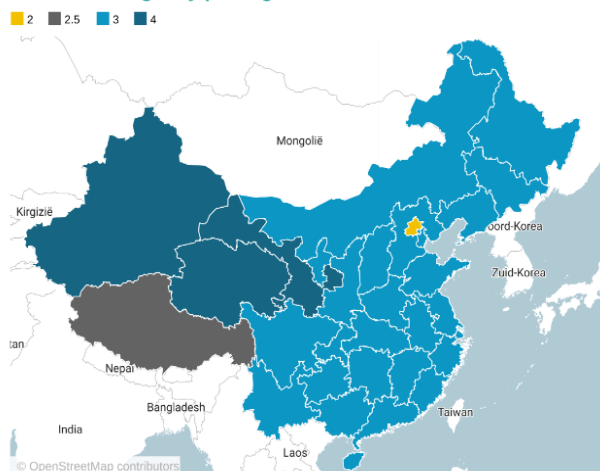 2 2.5 3 4
Mongolië
Kirgizië
oord-Korea
Zuid-Korea
tan
Nepal
Bangladesh
Taiwan
India
Laos
© OpenStreetMap contributors